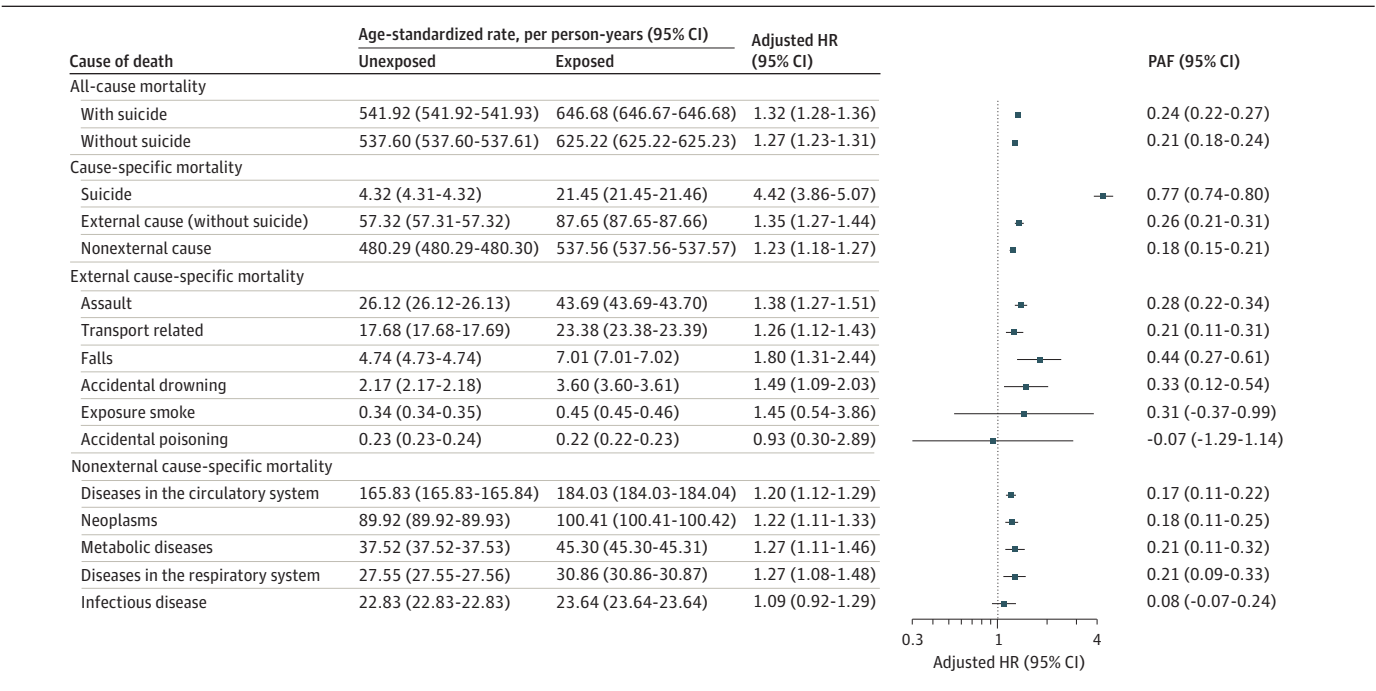 Age-standardized rate, per person-years (95% CI) Adjusted HR
Cause of death Unexposed Exposed (95% CI) PAF (95% CI)
All-cause mortality
With suicide 541.92 (541.92-541.93) 646.68 (646.67-646.68) 1.32 (1.28-1.36) 0.24 (0.22-0.27)
Without suicide 537.60 (537.60-537.61) 625.22 (625.22-625.23) 1.27 (1.23-1.31) 0.21 (0.18-0.24)
Cause-specific mortality
Suicide 4.32 (4.31-4.32) 21.45 (21.45-21.46) 4.42 (3.86-5.07) 0.77 (0.74-0.80)
External cause (without suicide) 57.32 (57.31-57.32) 87.65 (87.65-87.66) 1.35 (1.27-1.44) 0.26 (0.21-0.31)
Nonexternal cause 480.29 (480.29-480.30) 537.56 (537.56-537.57) 1.23 (1.18-1.27) 0.18 (0.15-0.21)
External cause-specific mortality
Assault 26.12 (26.12-26.13) 43.69 (43.69-43.70) 1.38 (1.27-1.51) 0.28 (0.22-0.34)
Transport related 17.68 (17.68-17.69) 23.38 (23.38-23.39) 1.26 (1.12-1.43) 0.21 (0.11-0.31)
Falls 4.74 (4.73-4.74) 7.01 (7.01-7.02) 1.80 (1.31-2.44) 0.44 (0.27-0.61)
Accidental drowning 2.17 (2.17-2.18) 3.60 (3.60-3.61) 1.49 (1.09-2.03) 0.33 (0.12-0.54)
Exposure smoke 0.34 (0.34-0.35) 0.45 (0.45-0.46) 1.45 (0.54-3.86) 0.31 (-0.37-0.99)
Accidental poisoning 0.23 (0.23-0.24) 0.22 (0.22-0.23) 0.93 (0.30-2.89) -0.07 (-1.29-1.14)
Nonexternal cause-specific mortality
Diseases in the circulatory system 165.83 (165.83-165.84) 184.03 (184.03-184.04) 1.20 (1.12-1.29) 0.17 (0.11-0.22)
Neoplasms 89.92 (89.92-89.93) 100.41 (100.41-100.42) 1.22 (1.11-1.33) 0.18 (0.11-0.25)
Metabolic diseases 37.52 (37.52-37.53) 45.30 (45.30-45.31) 1.27 (1.11-1.46) 0.21 (0.11-0.32)
Diseases in the respiratory system 27.55 (27.55-27.56) 30.86 (30.86-30.87) 1.27 (1.08-1.48) 0.21 (0.09-0.33)
Infectious disease 22.83 (22.83-22.83) 23.64 (23.64-23.64) 1.09 (0.92-1.29) 0.08 (-0.07-0.24)
0.3 1 4
Adjusted HR (95% CI)